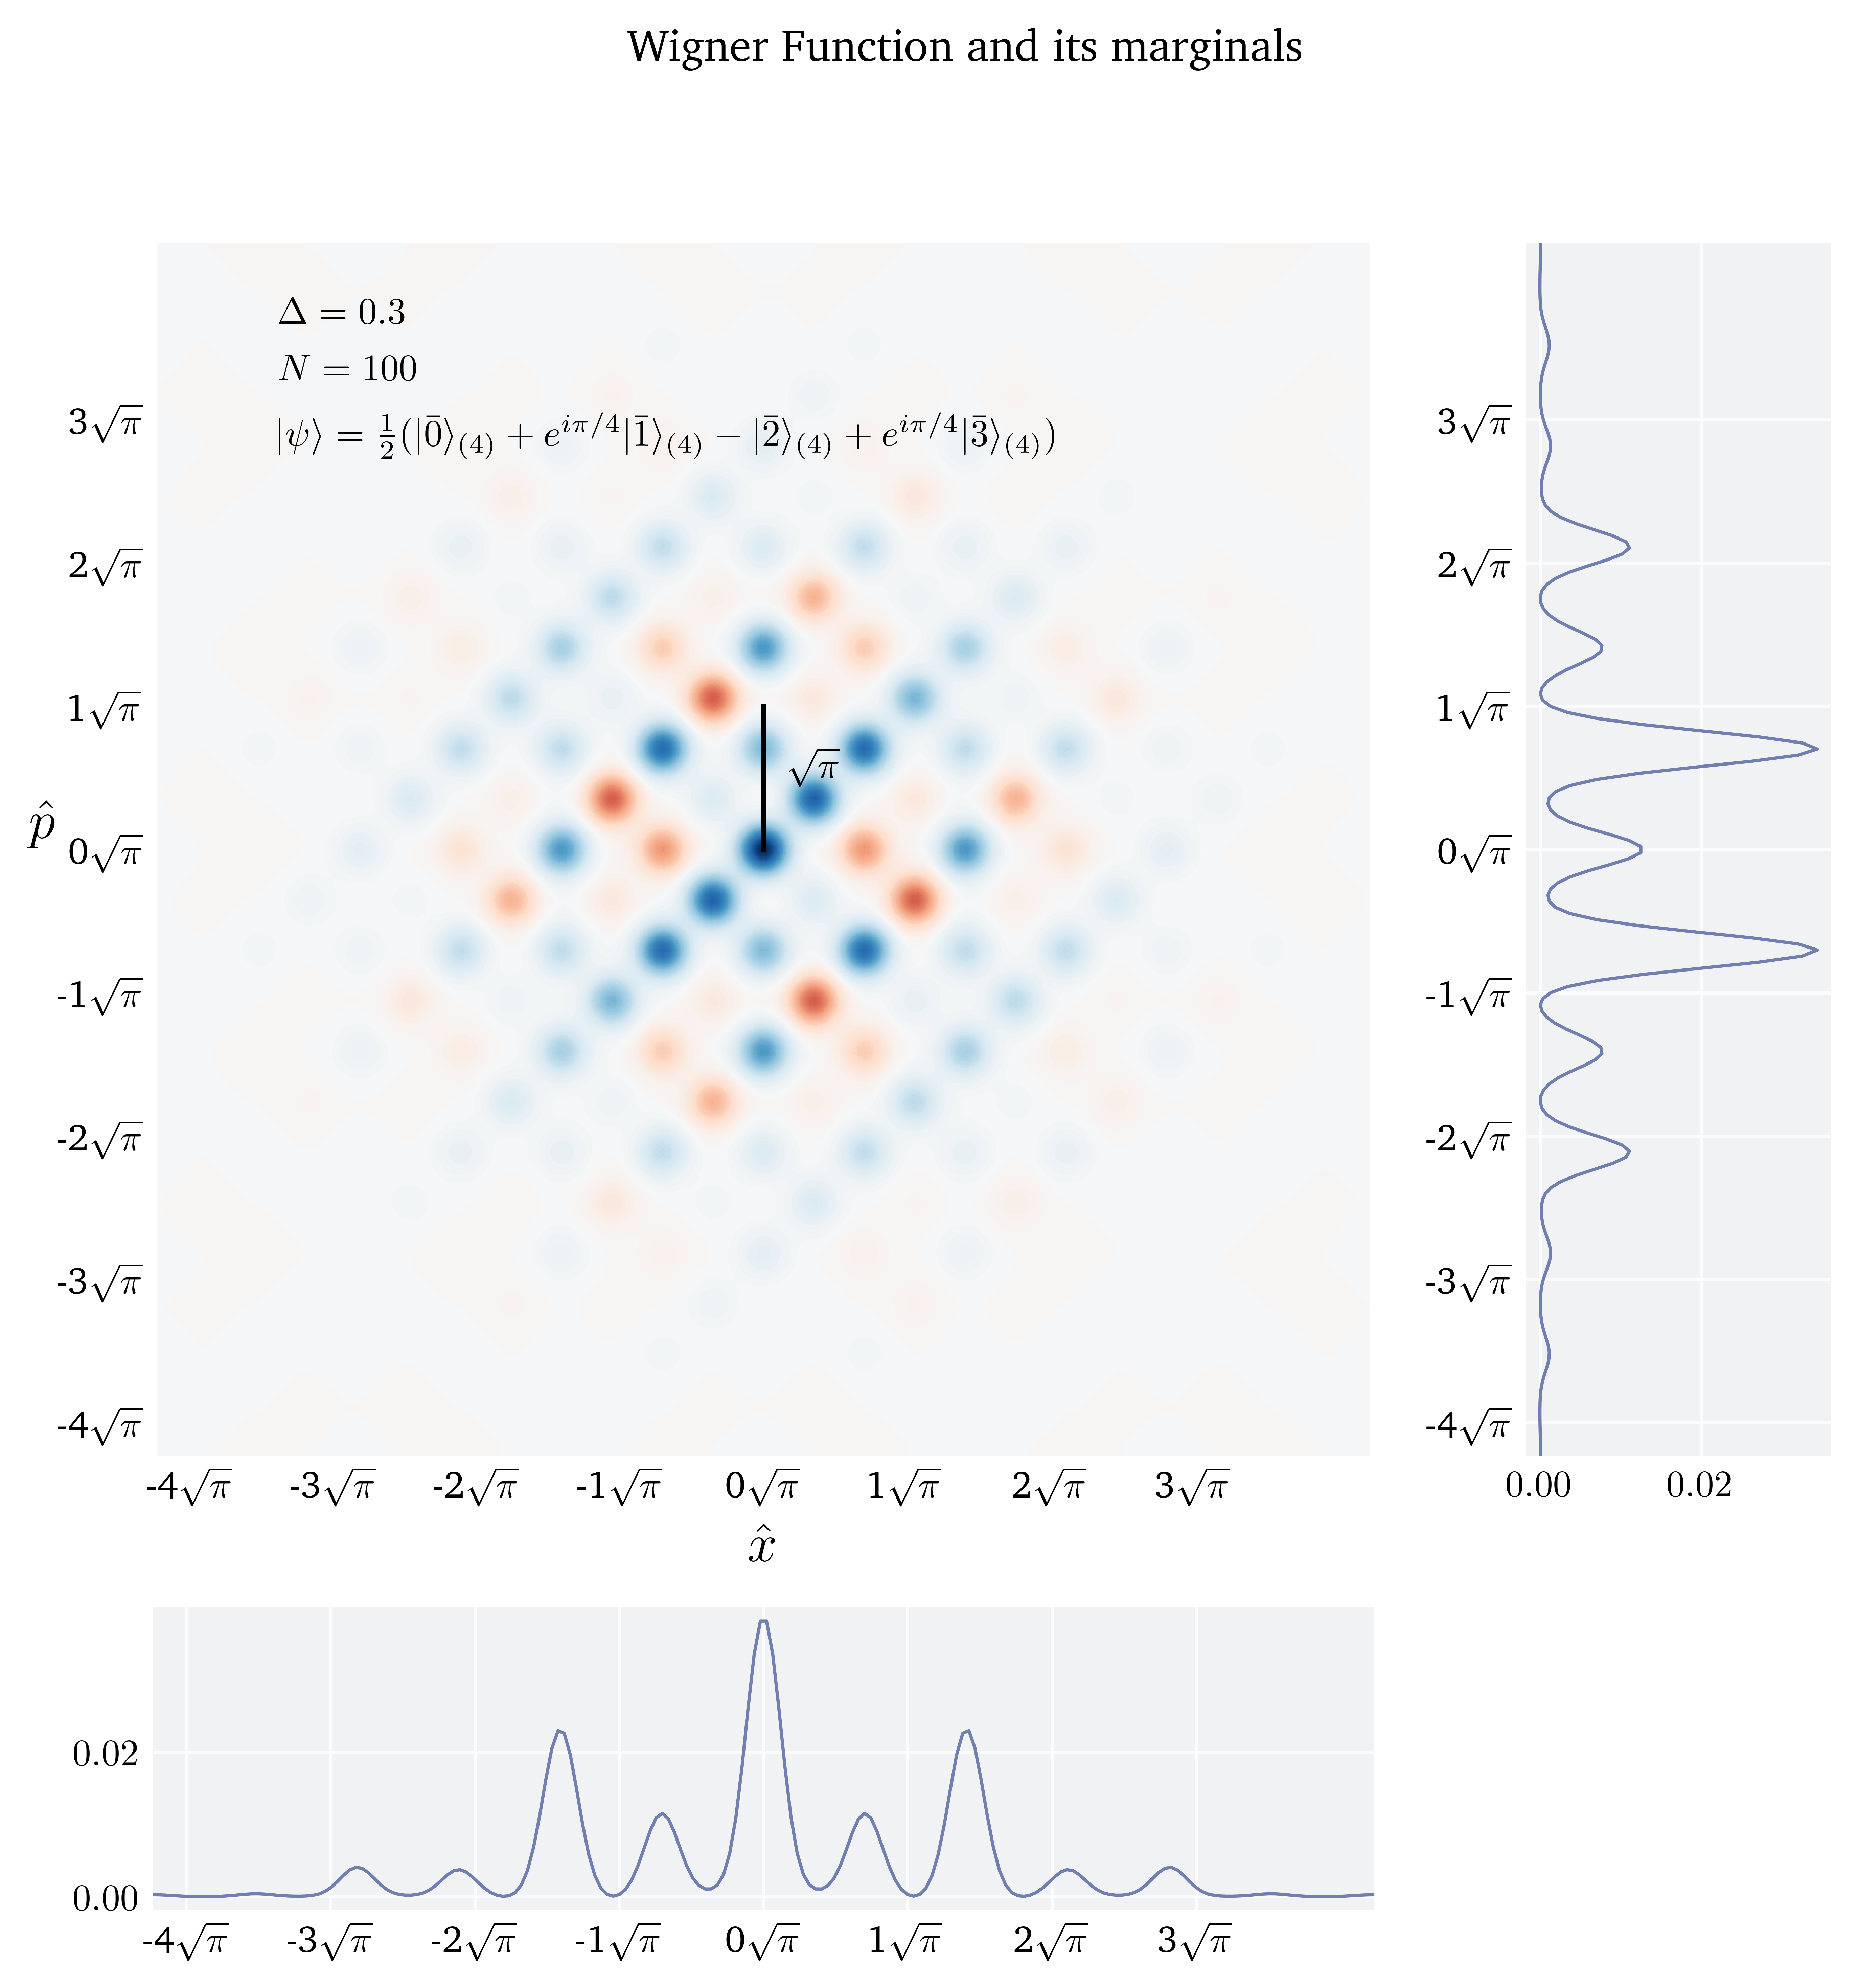 Wigner Function and its marginals
Δ = 0.3
N = 100
|ψ⟩ = 1/2(|0̄⟩₍₄₎ + e^{iπ/4}|1̄⟩₍₄₎ − |2̄⟩₍₄₎ + e^{iπ/4}|3̄⟩₍₄₎)
√π
p̂
3√π
2√π
1√π
0√π
-1√π
-2√π
-3√π
-4√π
-4√π -3√π -2√π -1√π 0√π 1√π 2√π 3√π
x̂
3√π
2√π
1√π
0√π
-1√π
-2√π
-3√π
-4√π
0.00 0.02
0.02
0.00
-4√π -3√π -2√π -1√π 0√π 1√π 2√π 3√π